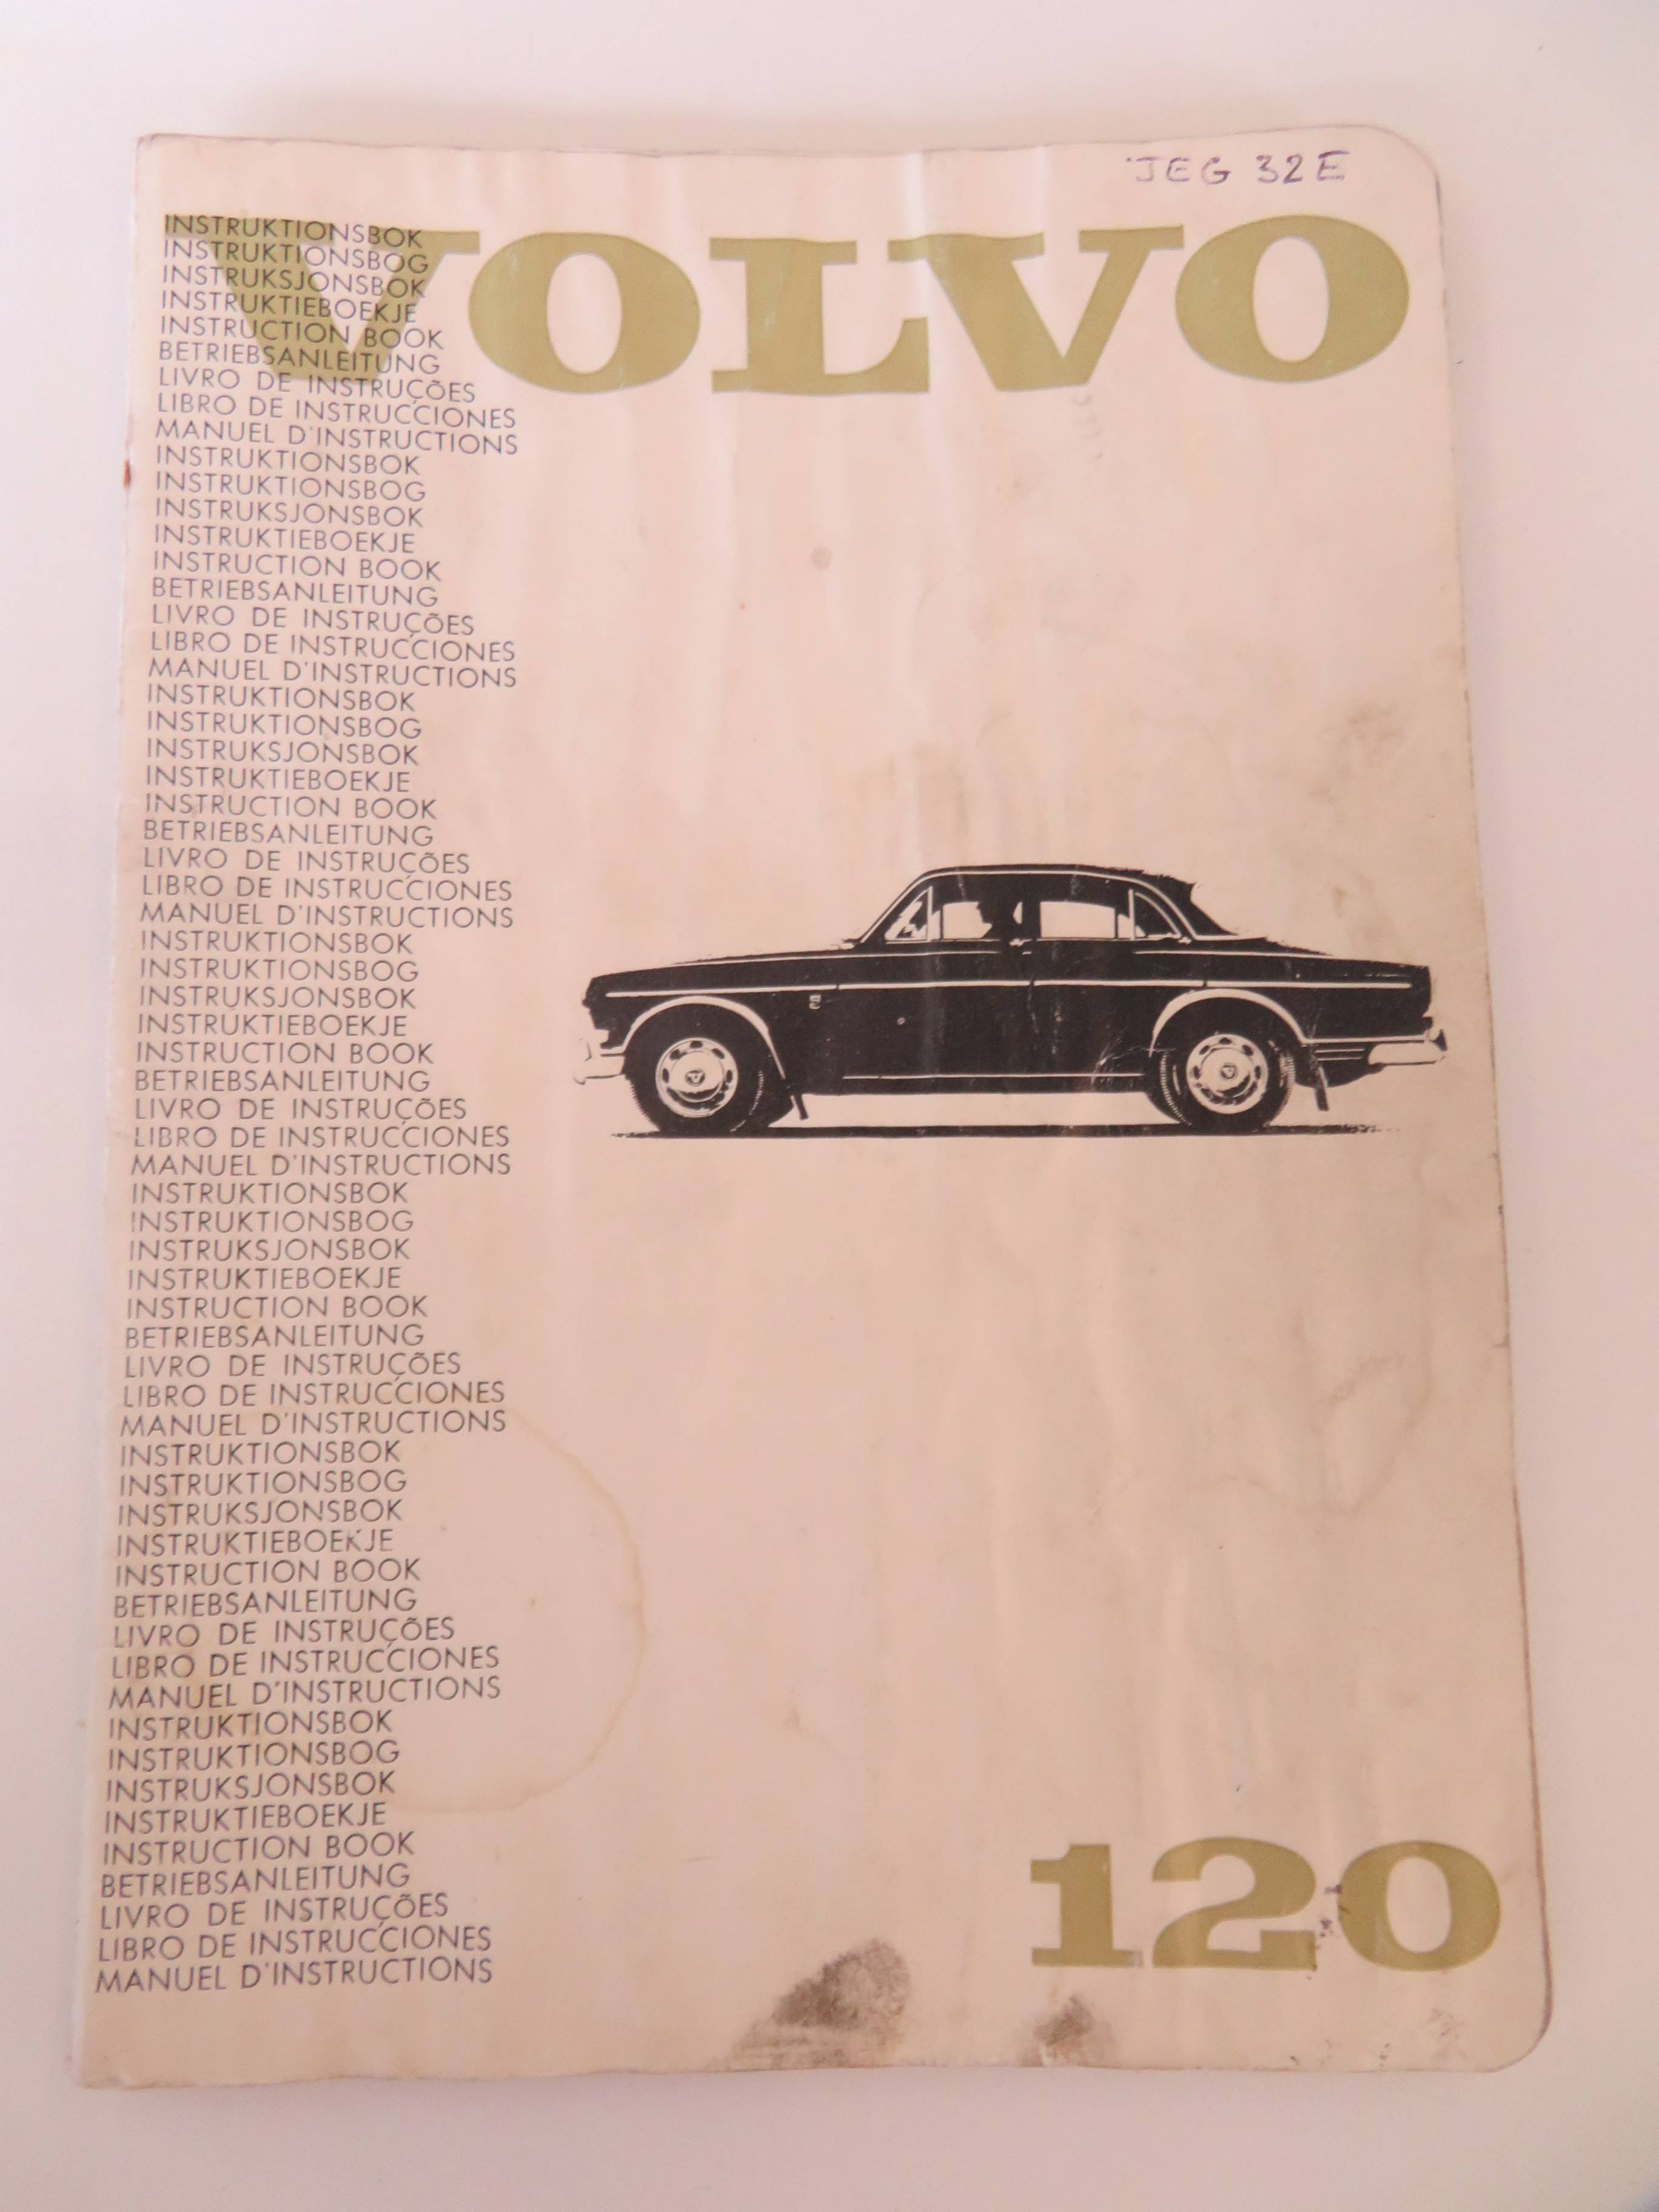 JEG 32E
VOLVO
INSTRUKTIONSBOK
INSTRUKTIONSBOG
INSTRUKSJONSBOK
INSTRUKTIEBOEKJE
INSTRUCTION BOOK
BETRIEBSANLEITUNG
LIVRO DE INSTRUÇÕES
LIBRO DE INSTRUCCIONES
MANUEL D'INSTRUCTIONS
INSTRUKTIONSBOK
INSTRUKTIONSBOG
INSTRUKSJONSBOK
INSTRUKTIEBOEKJE
INSTRUCTION BOOK
BETRIEBSANLEITUNG
LIVRO DE INSTRUÇÕES
LIBRO DE INSTRUCCIONES
MANUEL D'INSTRUCTIONS
INSTRUKTIONSBOK
INSTRUKTIONSBOG
INSTRUKSJONSBOK
INSTRUKTIEBOEKJE
INSTRUCTION BOOK
BETRIEBSANLEITUNG
LIVRO DE INSTRUÇÕES
LIBRO DE INSTRUCCIONES
MANUEL D'INSTRUCTIONS
INSTRUKTIONSBOK
INSTRUKTIONSBOG
INSTRUKSJONSBOK
INSTRUKTIEBOEKJE
INSTRUCTION BOOK
BETRIEBSANLEITUNG
LIVRO DE INSTRUÇÕES
LIBRO DE INSTRUCCIONES
MANUEL D'INSTRUCTIONS
INSTRUKTIONSBOK
INSTRUKTIONSBOG
INSTRUKSJONSBOK
INSTRUKTIEBOEKJE
INSTRUCTION BOOK
BETRIEBSANLEITUNG
LIVRO DE INSTRUÇÕES
LIBRO DE INSTRUCCIONES
MANUEL D'INSTRUCTIONS
INSTRUKTIONSBOK
INSTRUKTIONSBOG
INSTRUKSJONSBOK
INSTRUKTIEBOEKJE
INSTRUCTION BOOK
BETRIEBSANLEITUNG
LIVRO DE INSTRUÇÕES
LIBRO DE INSTRUCCIONES
MANUEL D'INSTRUCTIONS
INSTRUKTIONSBOK
INSTRUKTIONSBOG
INSTRUKSJONSBOK
INSTRUKTIEBOEKJE
INSTRUCTION BOOK
BETRIEBSANLEITUNG
LIVRO DE INSTRUÇÕES
LIBRO DE INSTRUCCIONES
MANUEL D'INSTRUCTIONS
120